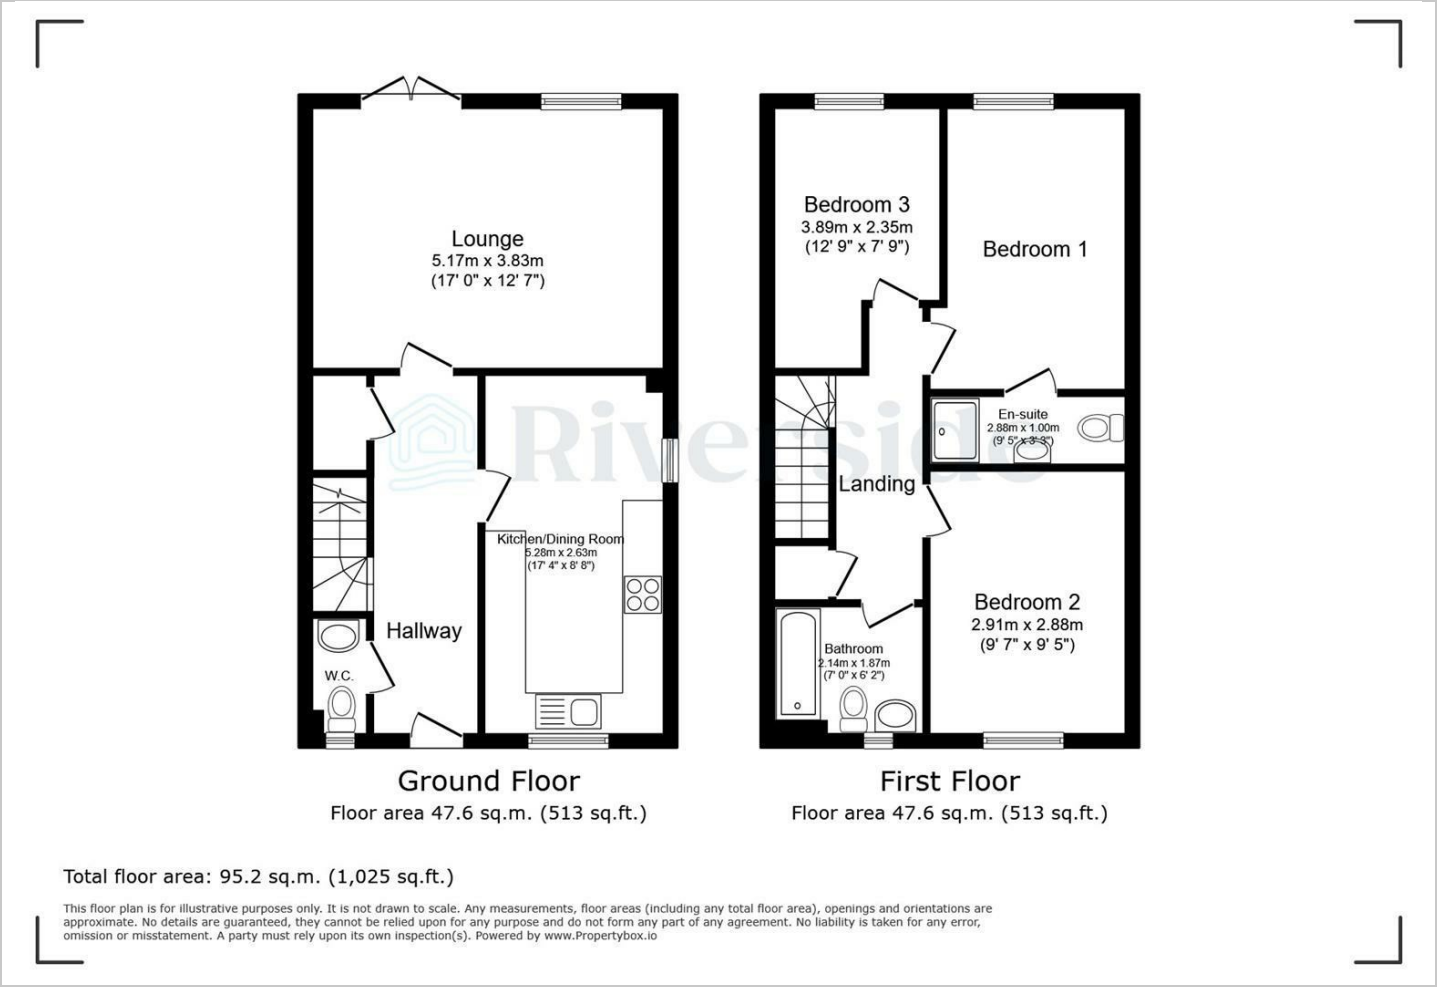 Lounge
5.17m x 3.83m
(17' 0" x 12' 7")
Kitchen/Dining Room
5.28m x 2.63m
(17' 4" x 8' 8")
Hallway
W.C.
Ground Floor
Floor area 47.6 sq.m. (513 sq.ft.)
Bedroom 3
3.89m x 2.35m
(12' 9" x 7' 9")
Bedroom 1
En-suite
2.88m x 1.00m
(9' 5" x 3' 3")
Landing
Bedroom 2
2.91m x 2.88m
(9' 7" x 9' 5")
Bathroom
2.14m x 1.87m
(7' 0" x 6' 2")
First Floor
Floor area 47.6 sq.m. (513 sq.ft.)
Riverside
Total floor area: 95.2 sq.m. (1,025 sq.ft.)
This floor plan is for illustrative purposes only. It is not drawn to scale. Any measurements, floor areas (including any total floor area), openings and orientations are
approximate. No details are guaranteed, they cannot be relied upon for any purpose and do not form any part of any agreement. No liability is taken for any error,
omission or misstatement. A party must rely upon its own inspection(s). Powered by www.Propertybox.io